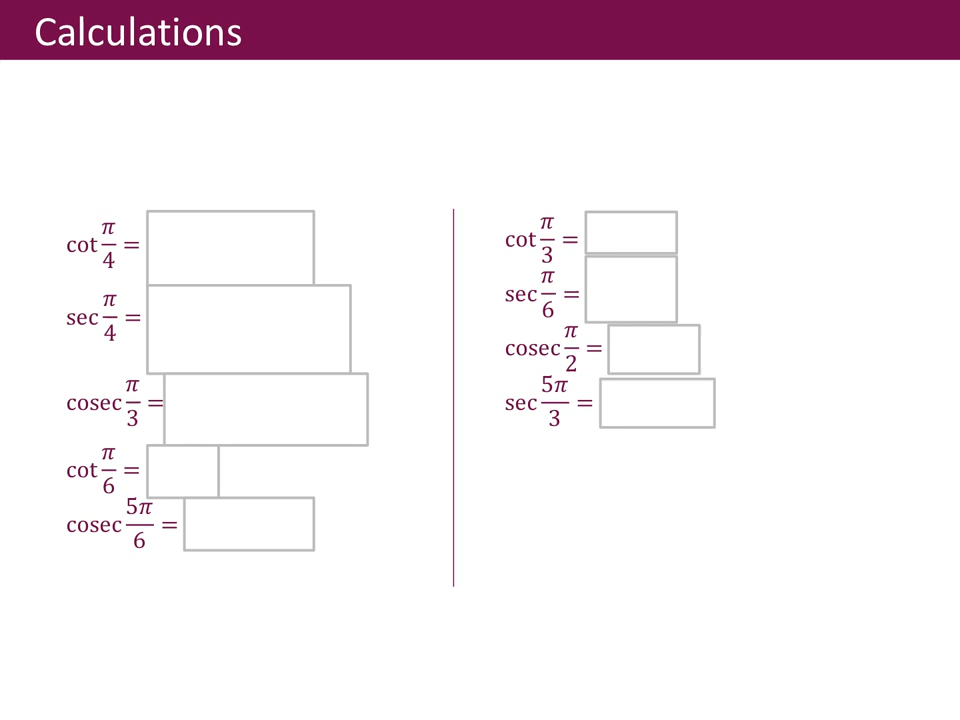 Calculations
cot π/4 =
sec π/4 =
cosec π/3 =
cot π/6 =
cosec 5π/6 =
cot π/3 =
sec π/6 =
cosec π/2 =
sec 5π/3 =